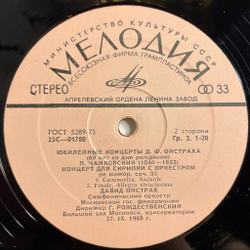 МИНИСТЕРСТВО КУЛЬТУРЫ СССР
МЕЛОДИЯ
ВСЕСОЮЗНАЯ ФИРМА ГРАМПЛАСТИНОК
СТЕРЕО
33
АПРЕЛЕВСКИЙ ОРДЕНА ЛЕНИНА ЗАВОД
ГОСТ 5289-73
2 сторона
33С—01780
Гр. 2. 1-20
ЮБИЛЕЙНЫЕ КОНЦЕРТЫ Д. Ф. ОЙСТРАХА
(60 лет со дня рождения)
П. ЧАЙКОВСКИЙ (1840—1893)
КОНЦЕРТ ДЛЯ СКРИПКИ С ОРКЕСТРОМ
ре мажор, соч. 35
2. Canzonetta. Andante
3. Finale. Allegro vivacissimo
ДАВИД ОЙСТРАХ
Симфонический оркестр
Московской гос. филармонии
Дирижер Г. РОЖДЕСТВЕНСКИЙ
Большой зал Московск. консерватории
27. IX. 1968 г.